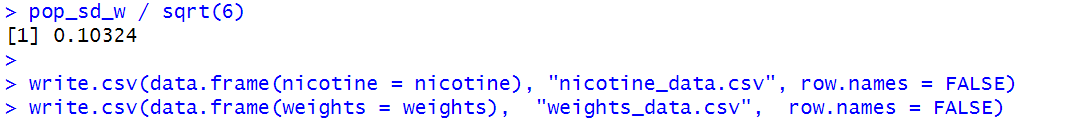 > pop_sd_w / sqrt(6)
[1] 0.10324
>
> write.csv(data.frame(nicotine = nicotine), "nicotine_data.csv", row.names = FALSE)
> write.csv(data.frame(weights = weights),  "weights_data.csv",  row.names = FALSE)